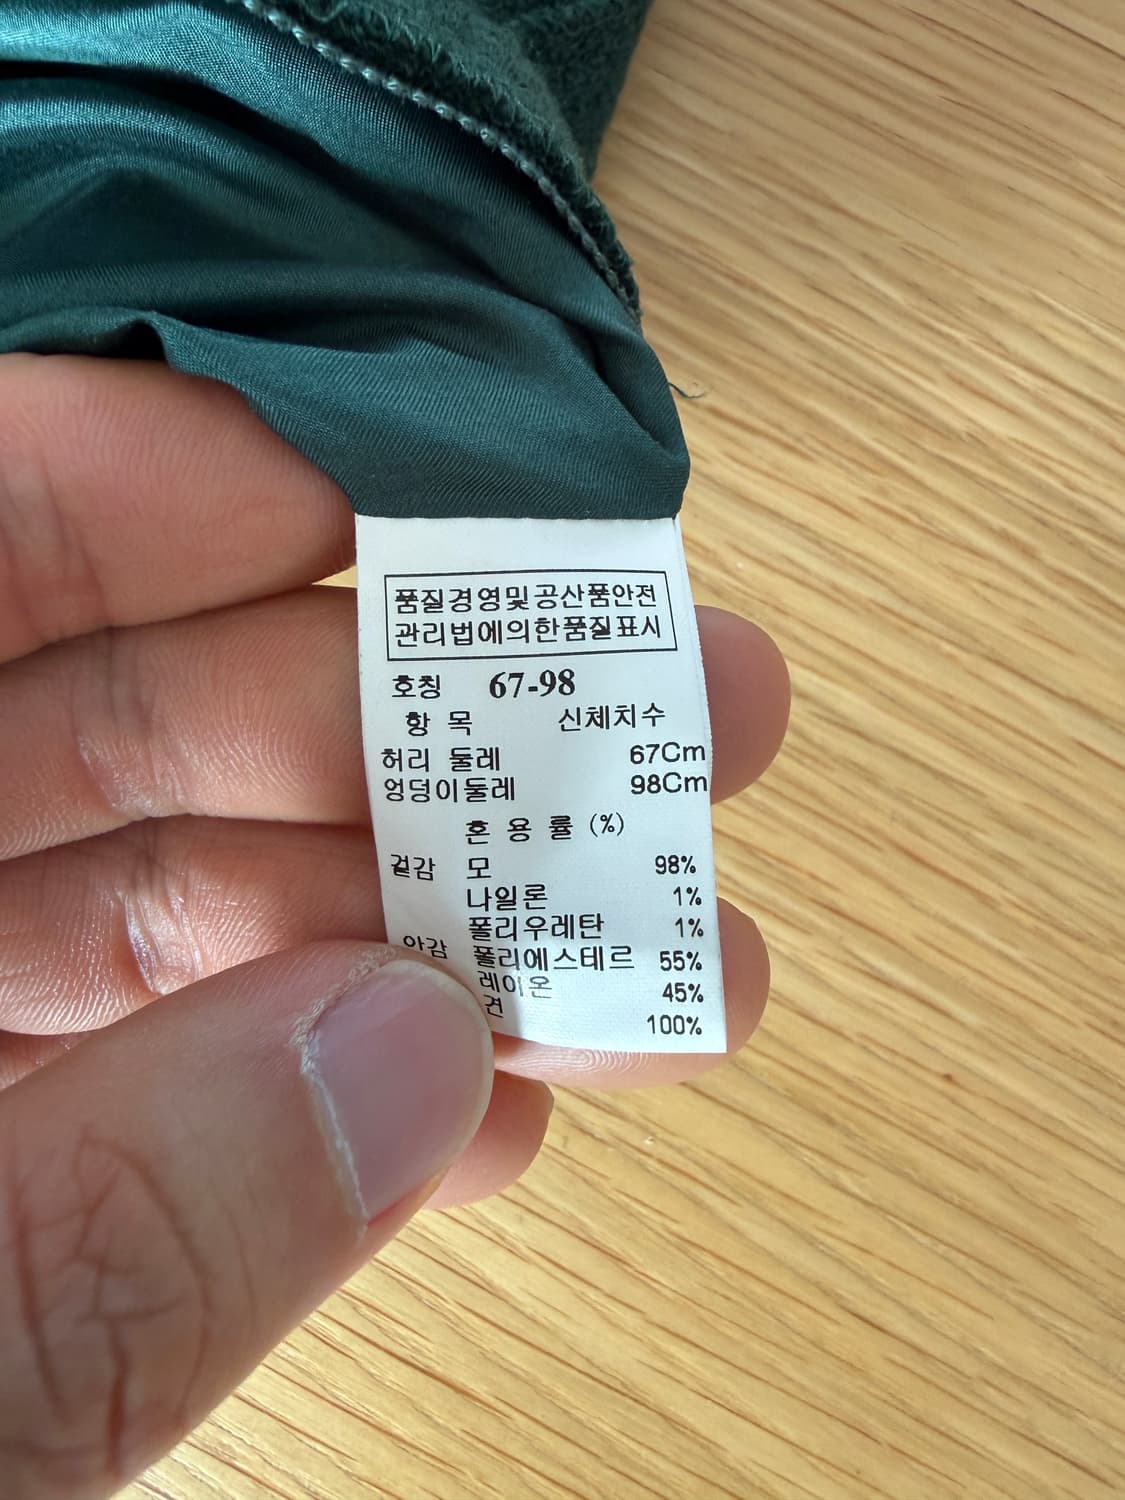 품질경영및공산품안전
관리법에의한품질표시
호칭 67-98
항 목 신체치수
허리 둘레 67Cm
엉덩이둘레 98Cm
혼 용 률 (%)
겉감 모 98%
나일론 1%
폴리우레탄 1%
안감 폴리에스테르 55%
레이온 45%
견 100%